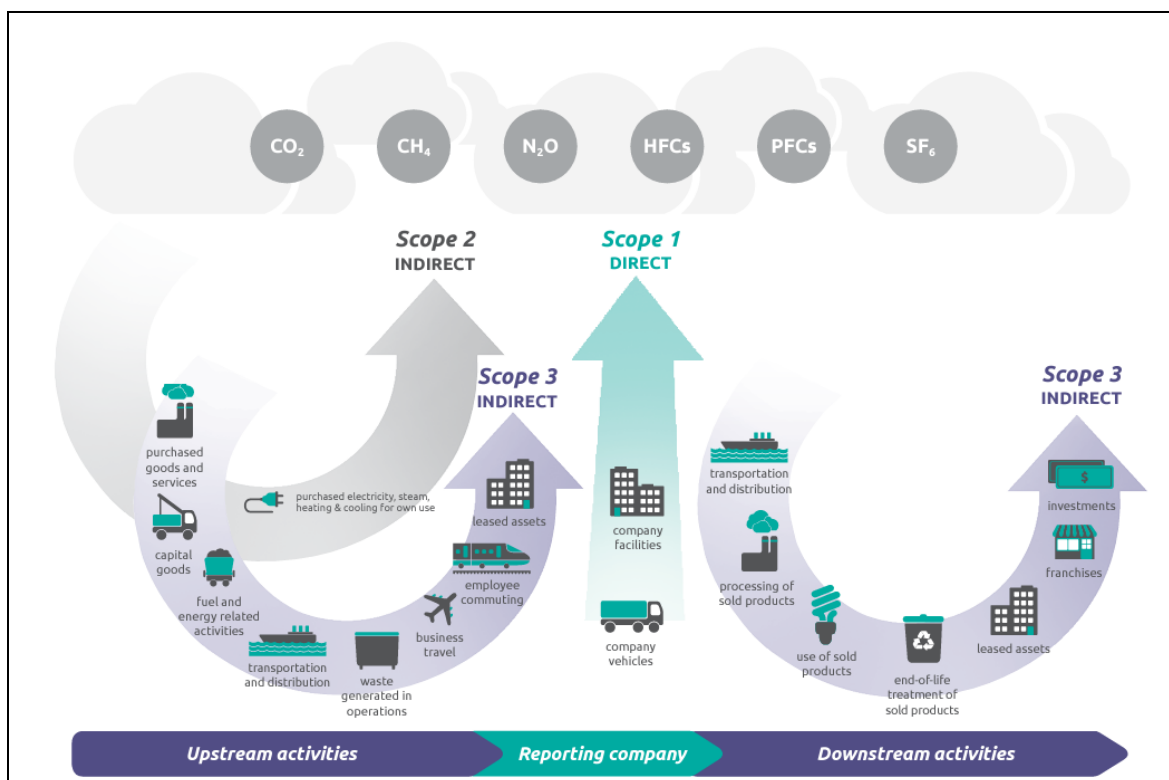 CO₂
CH₄
N₂O
HFCs
PFCs
SF₆
Scope 2
INDIRECT
Scope 1
DIRECT
Scope 3
INDIRECT
Scope 3
INDIRECT
purchased
goods and
services
capital
goods
fuel and
energy related
activities
purchased electricity, steam,
heating & cooling for own use
transportation
and distribution
waste
generated in
operations
business
travel
employee
commuting
leased assets
company
facilities
company
vehicles
transportation
and distribution
processing of
sold products
use of sold
products
end-of-life
treatment of
sold products
leased assets
franchises
$
investments
Upstream activities
Reporting company
Downstream activities